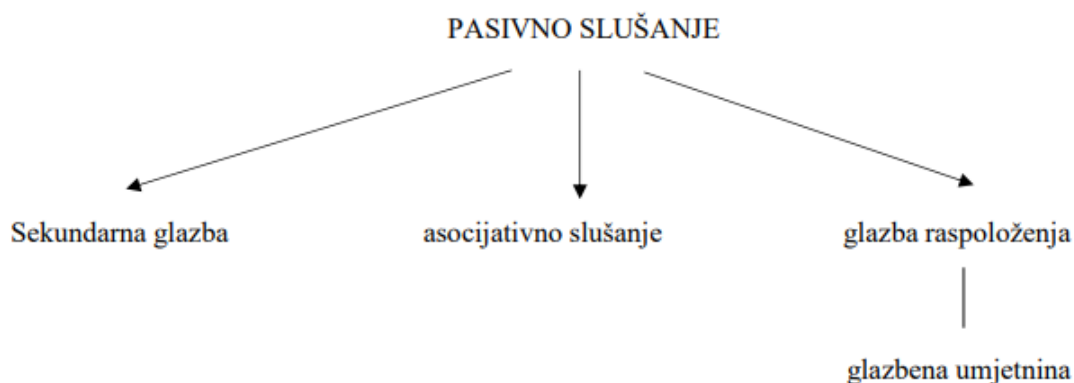 PASIVNO SLUŠANJE
Sekundarna glazba
asocijativno slušanje
glazba raspoloženja
glazbena umjetnina